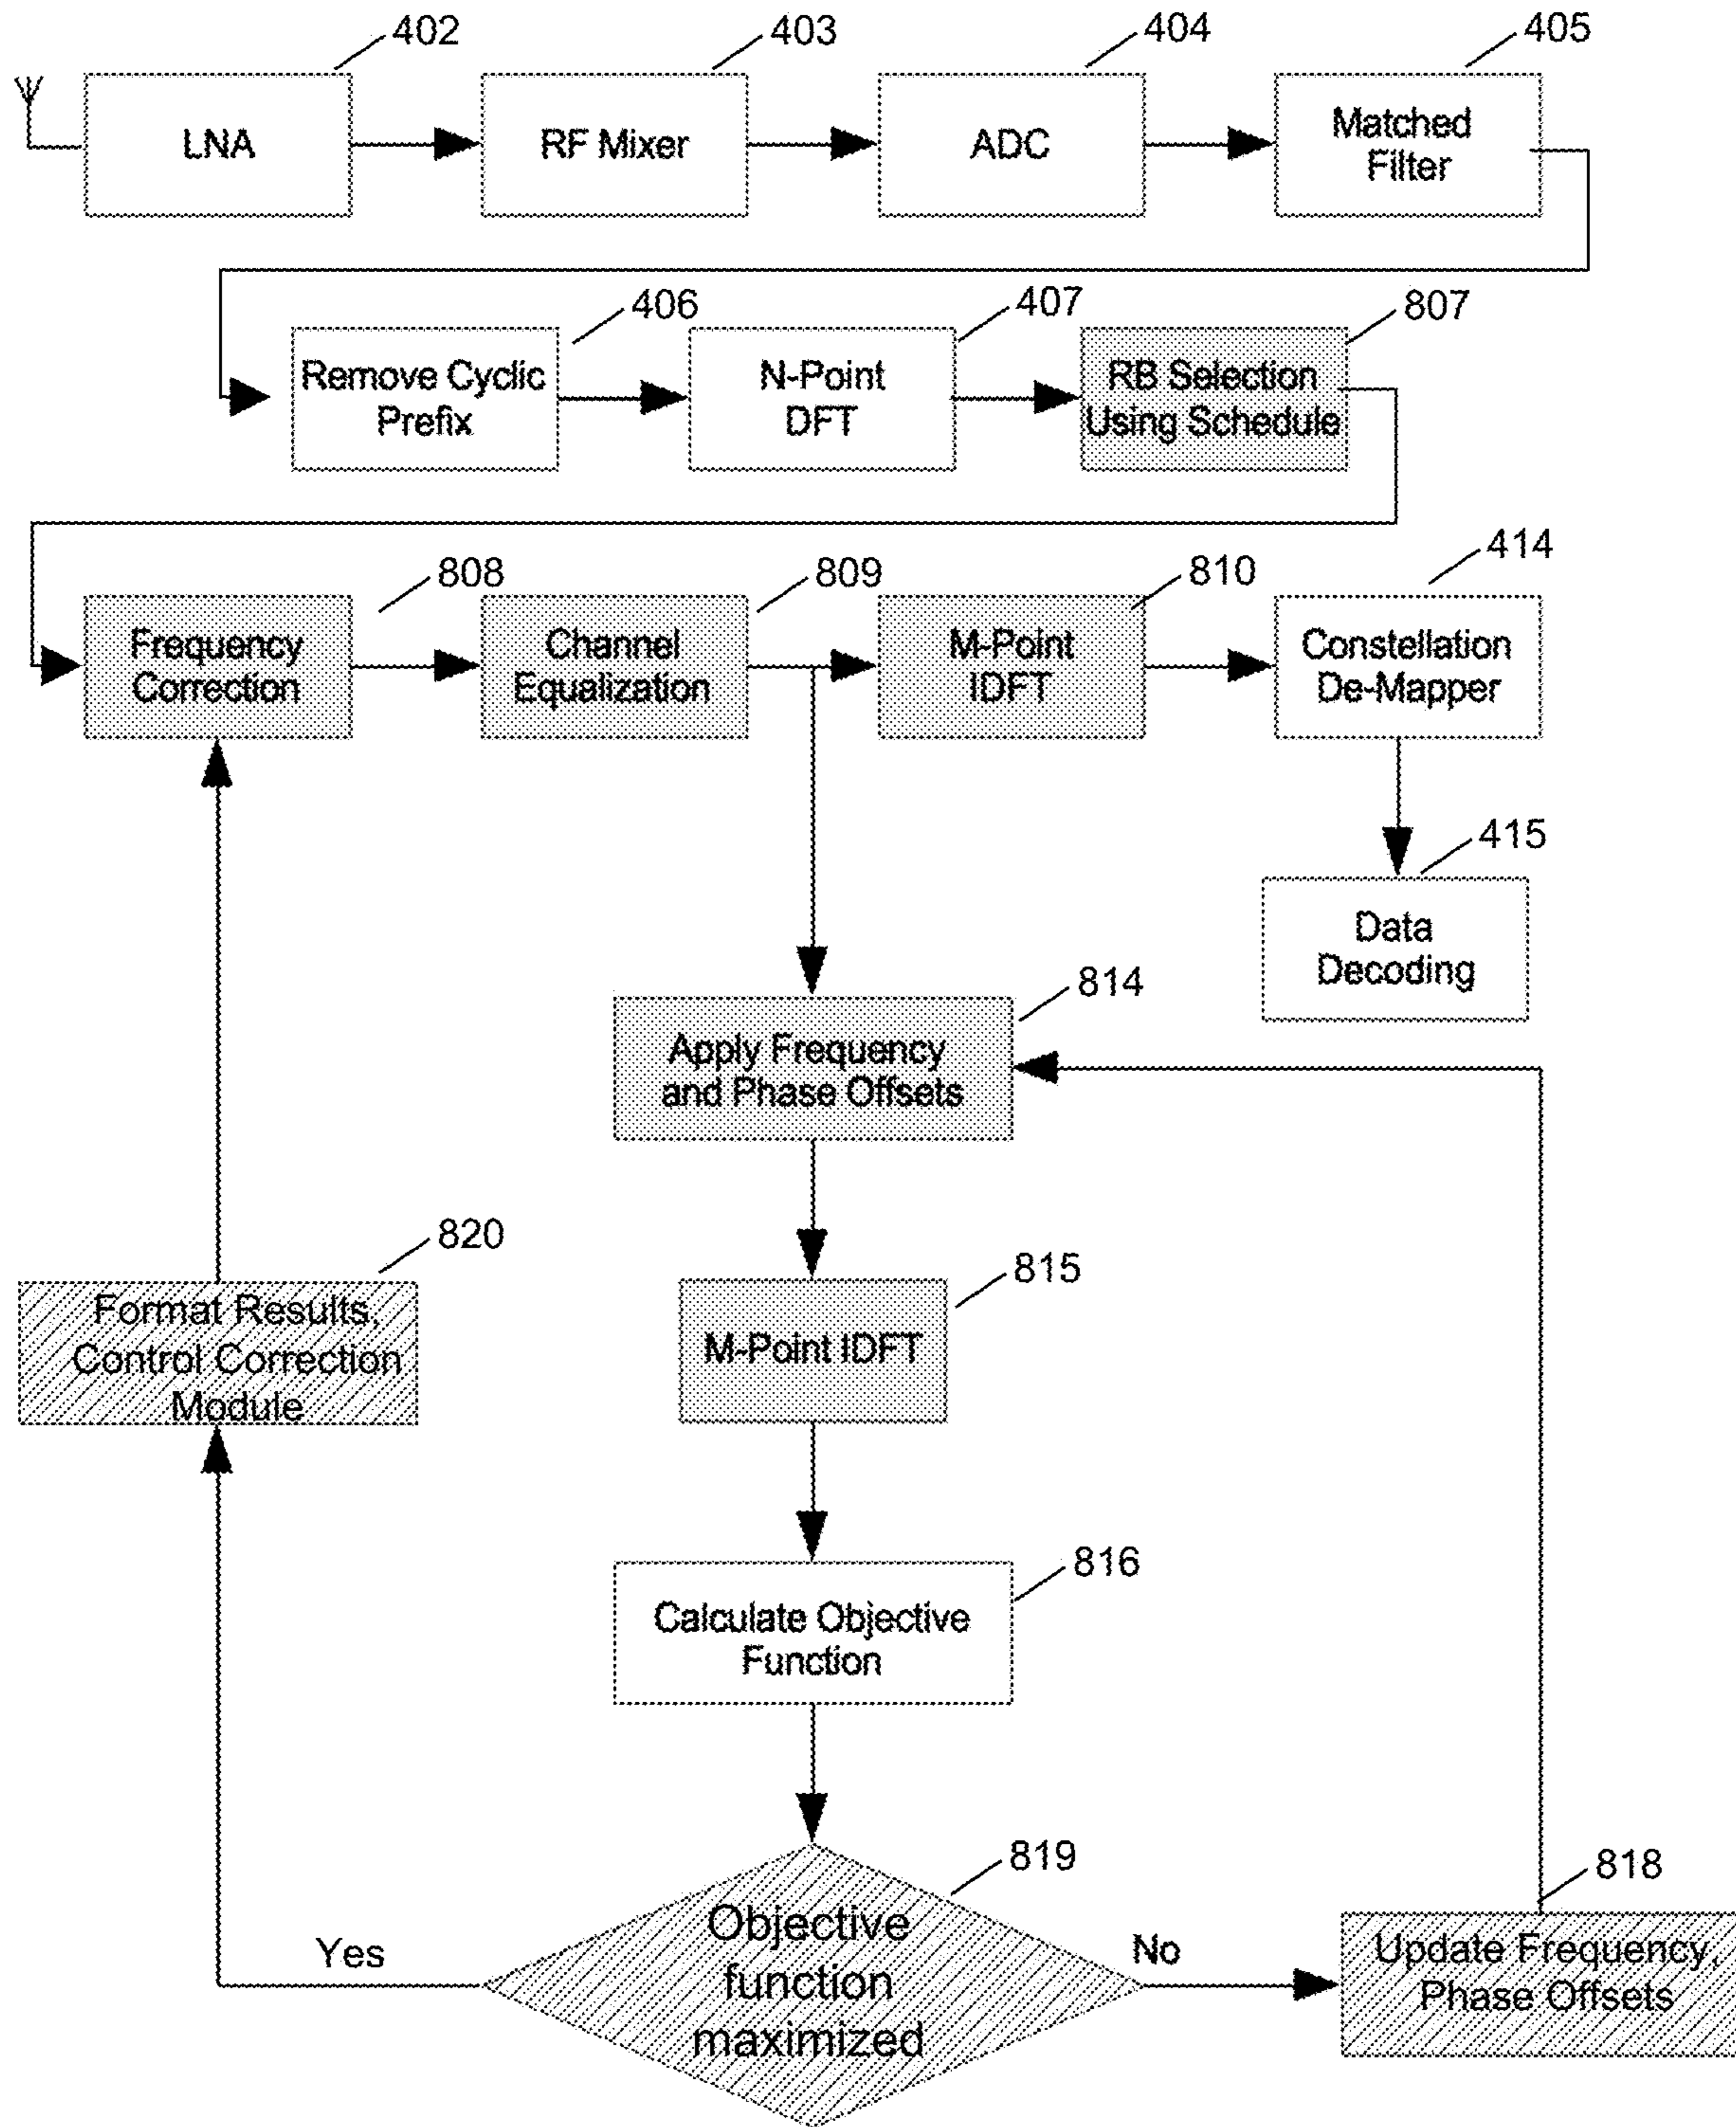 402
403
404
405
LNA
RF Mixer
ADC
Matched
Filter
406
407
807
Remove Cyclic
Prefix
N-Point
DFT
RB Selection
Using Schedule
808
809
810
414
Frequency
Correction
Channel
Equalization
M-Point
IDFT
Constellation
De-Mapper
415
Data
Decoding
814
Apply Frequency
and Phase Offsets
820
Format Results,
Control Correction
Module
815
M-Point IDFT
816
Calculate Objective
Function
819
Objective
function
maximized
Yes
No
818
Update Frequency,
Phase Offsets